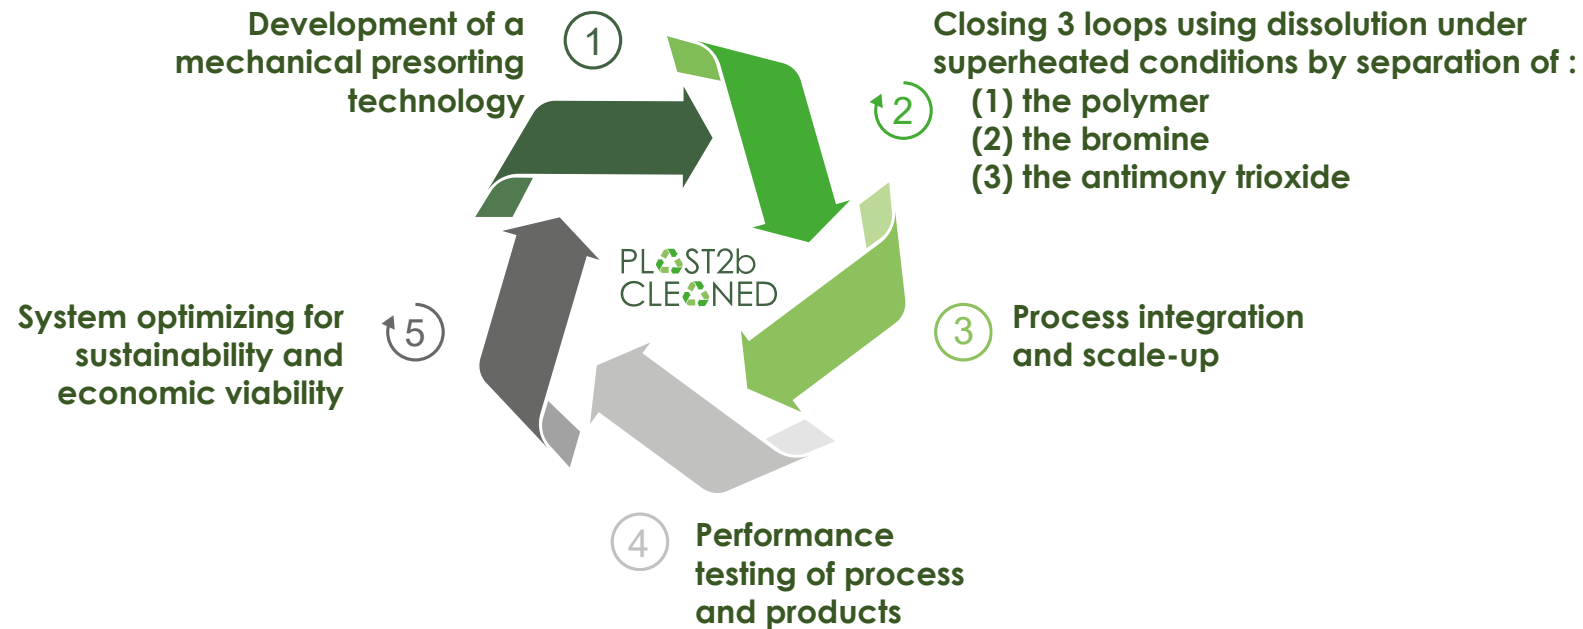 1
Development of a
mechanical presorting
technology
2
Closing 3 loops using dissolution under
superheated conditions by separation of :
(1) the polymer
(2) the bromine
(3) the antimony trioxide
PLAST2b
CLEANED
3
Process integration
and scale-up
4
Performance
testing of process
and products
5
System optimizing for
sustainability and
economic viability